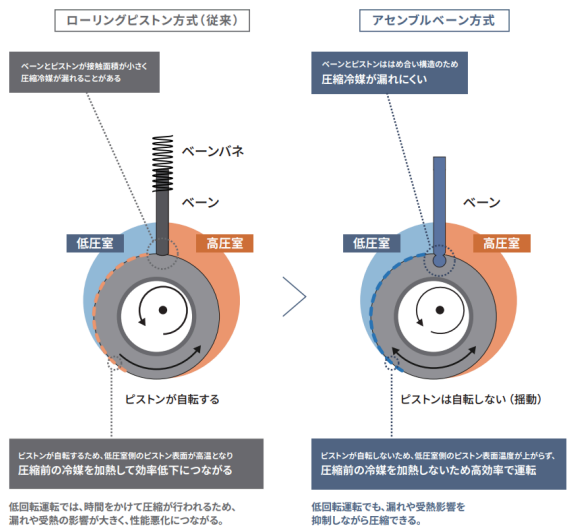 ローリングピストン方式（従来）
ベーンとピストンが接触面積が小さく
圧縮冷媒が漏れることがある
ベーンバネ
ベーン
低圧室
高圧室
ピストンが自転する
ピストンが自転するため、低圧室側のピストン表面が高温となり
圧縮前の冷媒を加熱して効率低下につながる
低回転運転では、時間をかけて圧縮が行われるため、
漏れや受熱の影響が大きく、性能悪化につながる。
アセンブルベーン方式
ベーンとピストンははめ合い構造のため
圧縮冷媒が漏れにくい
ベーン
低圧室
高圧室
ピストンは自転しない（揺動）
ピストンが自転しないため、低圧室側のピストン表面温度が上がらず、
圧縮前の冷媒を加熱しないため高効率で運転
低回転運転でも、漏れや受熱影響を
抑制しながら圧縮できる。